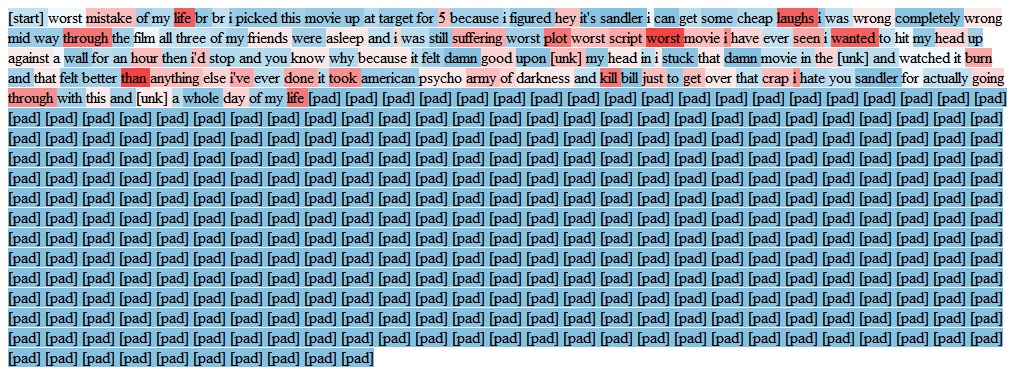 [start] worst mistake of my life br br i picked this movie up at target for 5 because i figured hey it's sandler i can get some cheap laughs i was wrong completely wrong
mid way through the film all three of my friends were asleep and i was still suffering worst plot worst script worst movie i have ever seen i wanted to hit my head up
against a wall for an hour then i'd stop and you know why because it felt damn good upon [unk] my head in i stuck that damn movie in the [unk] and watched it burn
and that felt better than anything else i've ever done it took american psycho army of darkness and kill bill just to get over that crap i hate you sandler for actually going
through with this and [unk] a whole day of my life [pad] [pad] [pad] [pad] [pad] [pad] [pad] [pad] [pad] [pad] [pad] [pad] [pad] [pad] [pad] [pad] [pad] [pad] [pad]
[pad] [pad] [pad] [pad] [pad] [pad] [pad] [pad] [pad] [pad] [pad] [pad] [pad] [pad] [pad] [pad] [pad] [pad] [pad] [pad] [pad] [pad] [pad] [pad] [pad] [pad] [pad]
[pad] [pad] [pad] [pad] [pad] [pad] [pad] [pad] [pad] [pad] [pad] [pad] [pad] [pad] [pad] [pad] [pad] [pad] [pad] [pad] [pad] [pad] [pad] [pad] [pad] [pad] [pad]
[pad] [pad] [pad] [pad] [pad] [pad] [pad] [pad] [pad] [pad] [pad] [pad] [pad] [pad] [pad] [pad] [pad] [pad] [pad] [pad] [pad] [pad] [pad] [pad] [pad] [pad] [pad]
[pad] [pad] [pad] [pad] [pad] [pad] [pad] [pad] [pad] [pad] [pad] [pad] [pad] [pad] [pad] [pad] [pad] [pad] [pad] [pad] [pad] [pad] [pad] [pad] [pad] [pad] [pad]
[pad] [pad] [pad] [pad] [pad] [pad] [pad] [pad] [pad] [pad] [pad] [pad] [pad] [pad] [pad] [pad] [pad] [pad] [pad] [pad] [pad] [pad] [pad] [pad] [pad] [pad] [pad]
[pad] [pad] [pad] [pad] [pad] [pad] [pad] [pad] [pad] [pad] [pad] [pad] [pad] [pad] [pad] [pad] [pad] [pad] [pad] [pad] [pad] [pad] [pad] [pad] [pad] [pad] [pad]
[pad] [pad] [pad] [pad] [pad] [pad] [pad] [pad] [pad] [pad] [pad] [pad] [pad] [pad] [pad] [pad] [pad] [pad] [pad] [pad] [pad] [pad] [pad] [pad] [pad] [pad] [pad]
[pad] [pad] [pad] [pad] [pad] [pad] [pad] [pad] [pad] [pad] [pad] [pad] [pad] [pad] [pad] [pad] [pad] [pad] [pad] [pad] [pad] [pad] [pad] [pad] [pad] [pad] [pad]
[pad] [pad] [pad] [pad] [pad] [pad] [pad] [pad] [pad] [pad] [pad] [pad] [pad] [pad] [pad] [pad] [pad] [pad] [pad] [pad] [pad] [pad] [pad] [pad] [pad] [pad] [pad]
[pad] [pad] [pad] [pad] [pad] [pad] [pad] [pad] [pad] [pad] [pad] [pad] [pad] [pad] [pad] [pad] [pad] [pad] [pad] [pad] [pad] [pad] [pad] [pad] [pad] [pad] [pad]
[pad] [pad] [pad] [pad] [pad] [pad] [pad] [pad] [pad] [pad] [pad] [pad] [pad] [pad] [pad] [pad] [pad] [pad] [pad] [pad] [pad] [pad] [pad] [pad] [pad] [pad] [pad]
[pad] [pad] [pad] [pad] [pad] [pad] [pad] [pad] [pad] [pad] [pad] [pad] [pad] [pad] [pad] [pad] [pad] [pad] [pad] [pad] [pad] [pad] [pad] [pad] [pad] [pad] [pad]
[pad] [pad] [pad] [pad] [pad] [pad] [pad] [pad] [pad] [pad]